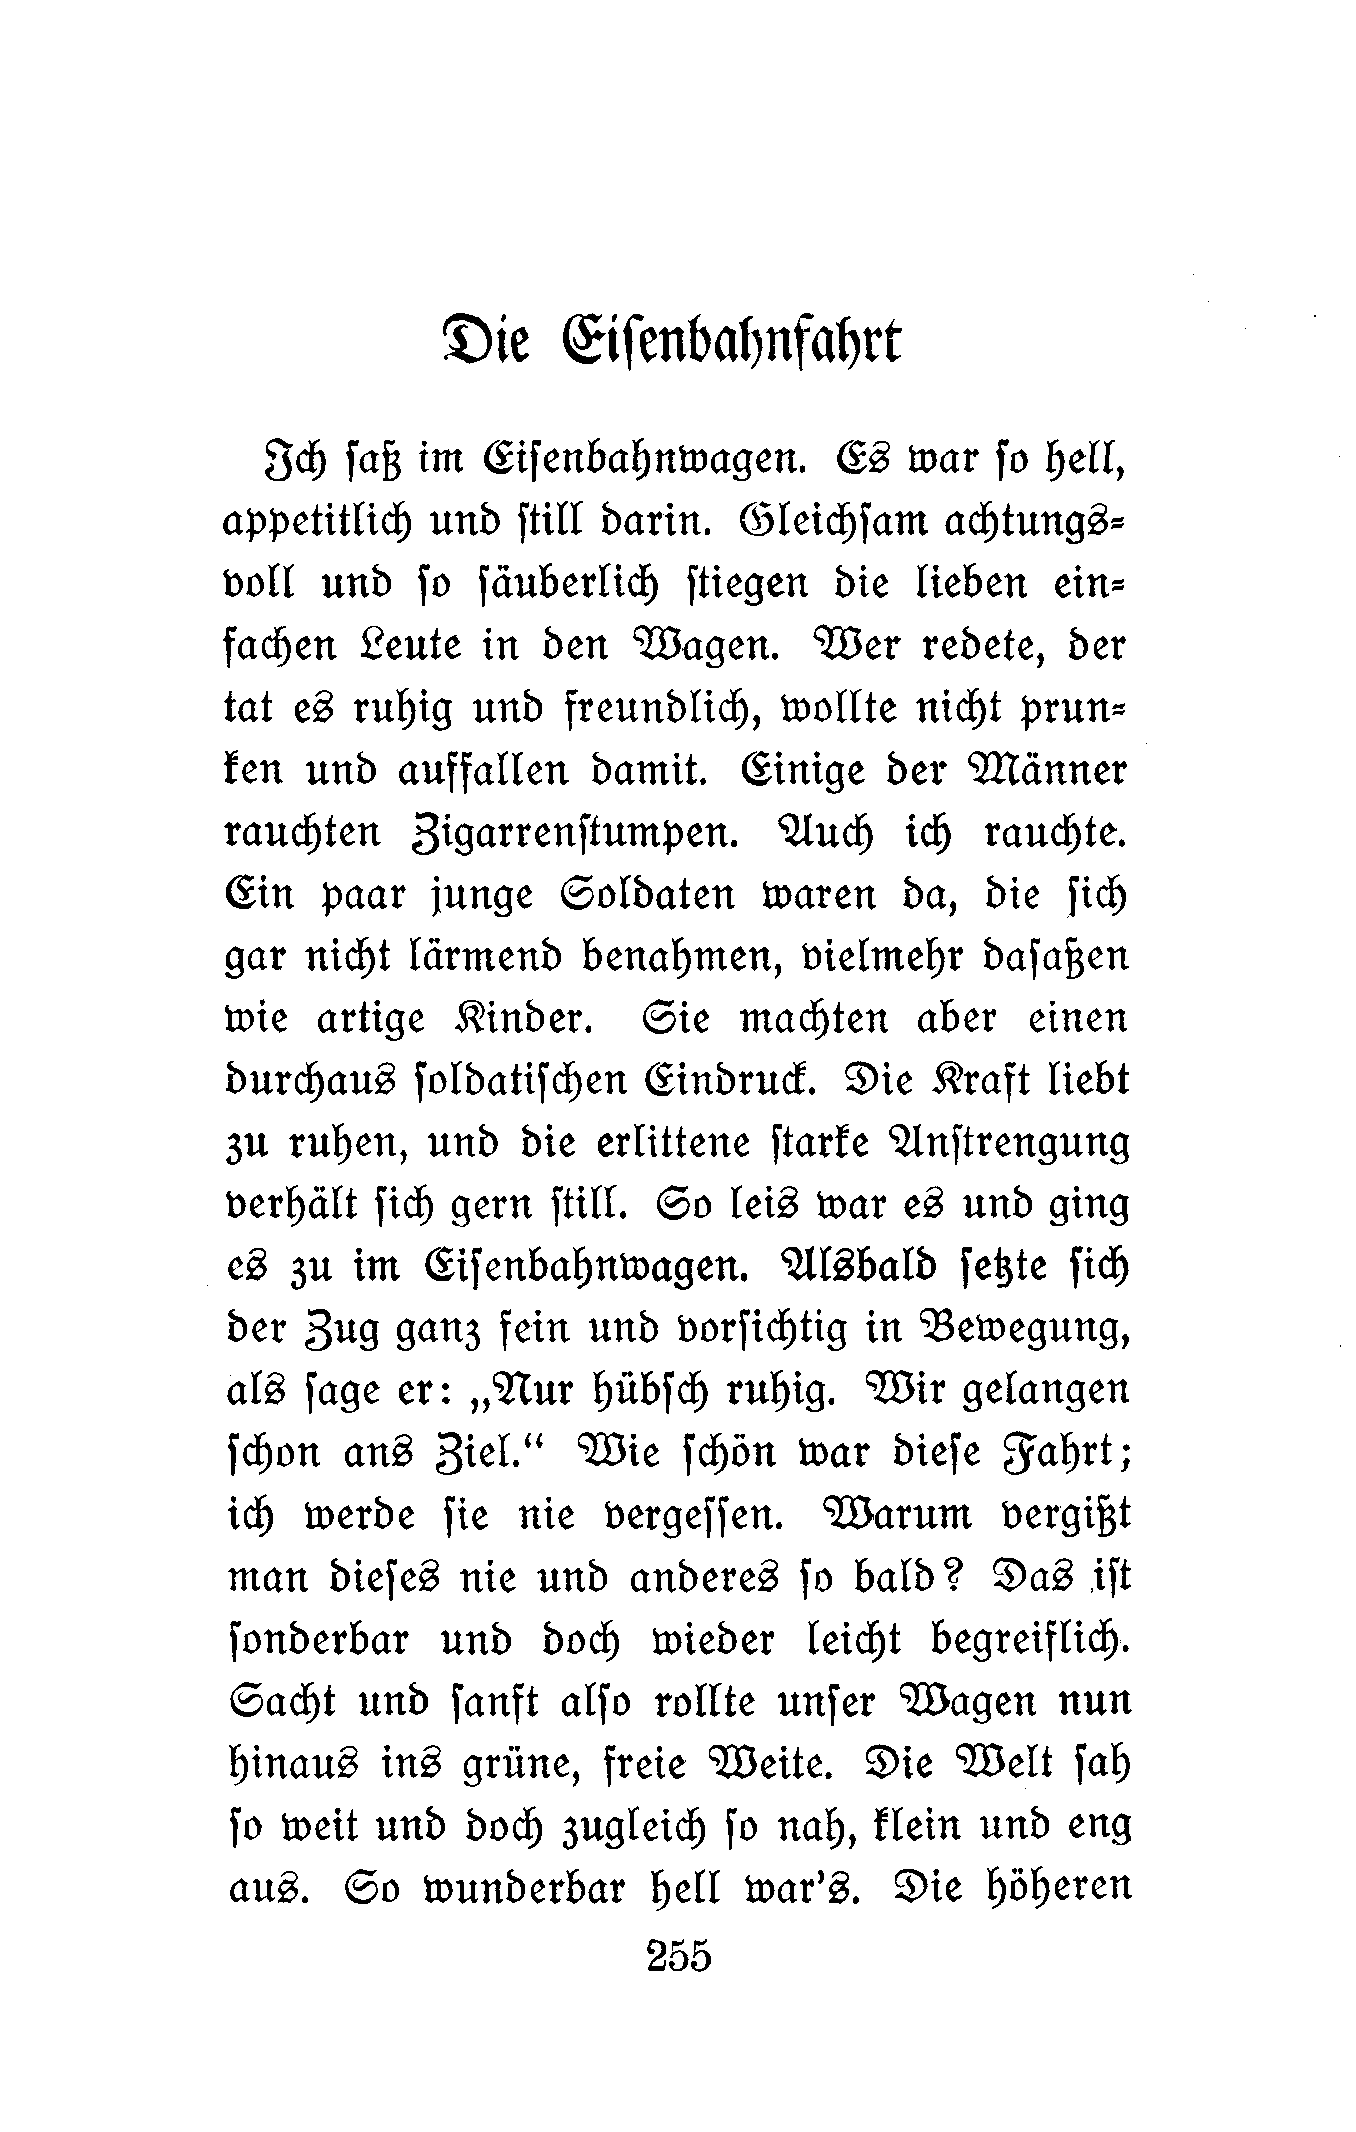 Die Eiſenbahnfahrt
Ich ſaß im Eiſenbahnwagen. Es war ſo hell,
appetitlich und ſtill darin. Gleichſam achtungs⸗
voll und ſo ſäuberlich ſtiegen die lieben ein⸗
fachen Leute in den Wagen. Wer redete, der
tat es ruhig und freundlich, wollte nicht prun⸗
ken und auffallen damit. Einige der Männer
rauchten Zigarrenſtumpen. Auch ich rauchte.
Ein paar junge Soldaten waren da, die ſich
gar nicht lärmend benahmen, vielmehr daſaßen
wie artige Kinder. Sie machten aber einen
durchaus ſoldatiſchen Eindruck. Die Kraft liebt
zu ruhen, und die erlittene ſtarke Anſtrengung
verhält ſich gern ſtill. So leis war es und ging
es zu im Eiſenbahnwagen. Alsbald ſetzte ſich
der Zug ganz fein und vorſichtig in Bewegung,
als ſage er: „Nur hübſch ruhig. Wir gelangen
ſchon ans Ziel.“ Wie ſchön war dieſe Fahrt;
ich werde ſie nie vergeſſen. Warum vergißt
man dieſes nie und anderes ſo bald? Das iſt
ſonderbar und doch wieder leicht begreiflich.
Sacht und ſanft alſo rollte unſer Wagen nun
hinaus ins grüne, freie Weite. Die Welt ſah
ſo weit und doch zugleich ſo nah, klein und eng
aus. So wunderbar hell war's. Die höheren
255